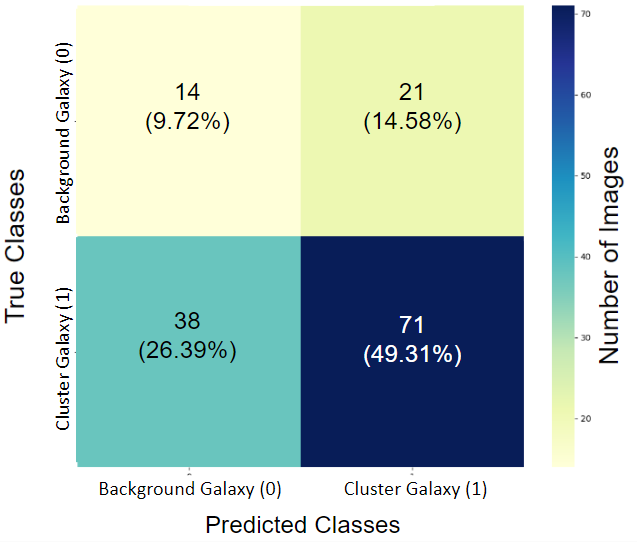 True Classes
Background Galaxy (0)
Cluster Galaxy (1)
14
(9.72%)
21
(14.58%)
38
(26.39%)
71
(49.31%)
Background Galaxy (0)
Cluster Galaxy (1)
Predicted Classes
70
60
50
40
30
20
Number of Images